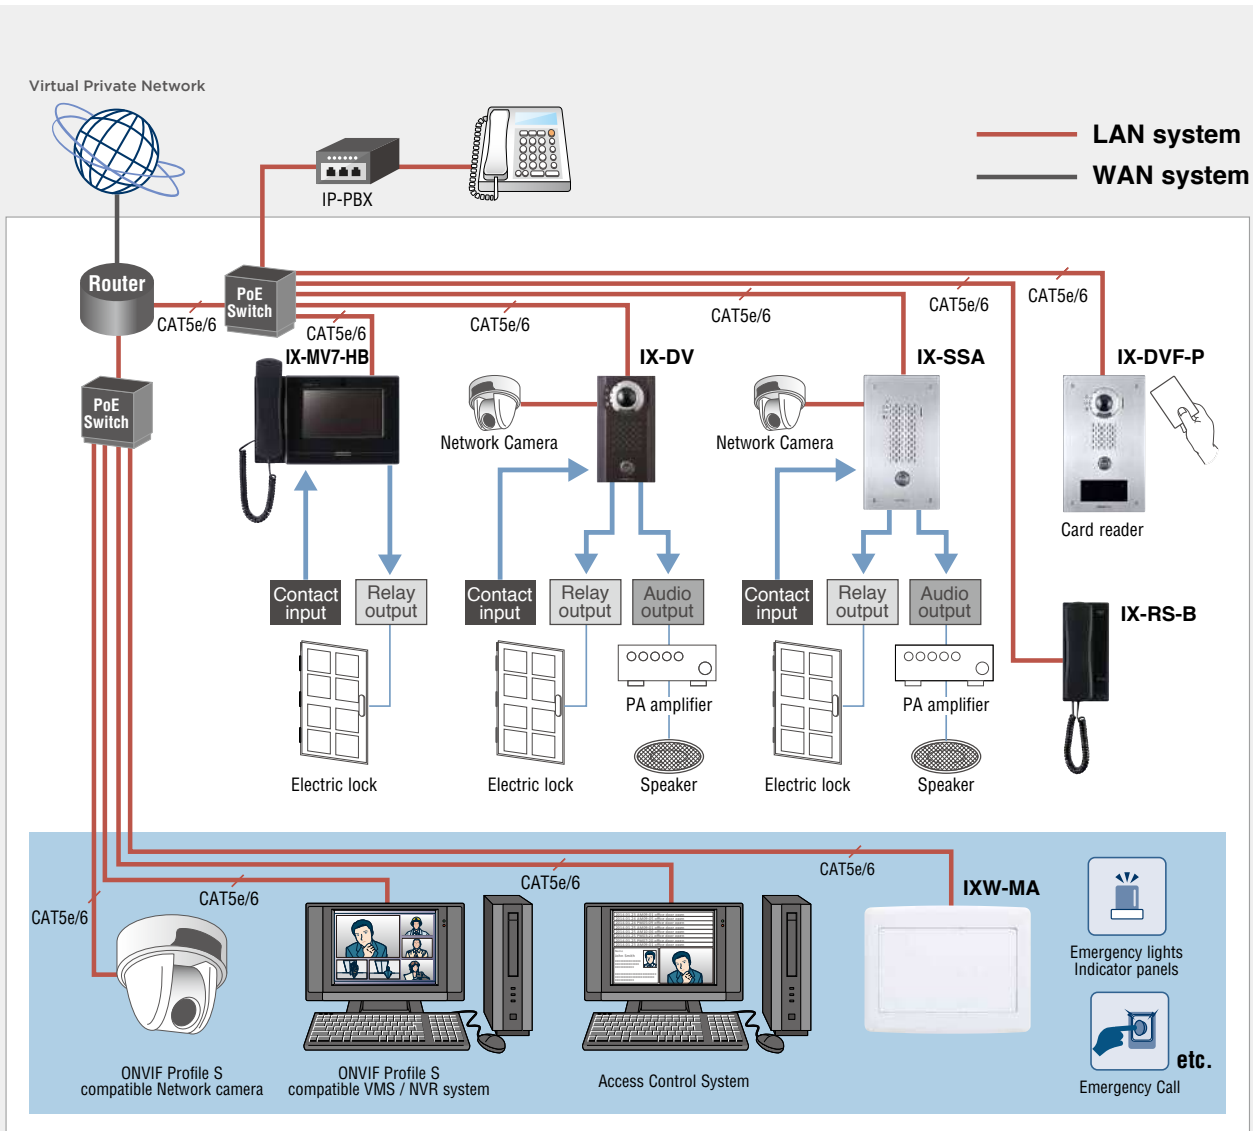 Virtual Private Network
IP-PBX
LAN system
WAN system
Router
PoE
Switch
CAT5e/6
CAT5e/6
CAT5e/6
CAT5e/6
CAT5e/6
CAT5e/6
IX-MV7-HB
IX-DV
IX-SSA
IX-DVF-P
PoE
Switch
Network Camera
Network Camera
Card reader
Contact
input
Relay
output
Contact
input
Relay
output
Audio
output
Contact
input
Relay
output
Audio
output
IX-RS-B
PA amplifier
PA amplifier
Electric lock
Electric lock
Speaker
Electric lock
Speaker
CAT5e/6
CAT5e/6
CAT5e/6
CAT5e/6
IXW-MA
Emergency lights
Indicator panels
ONVIF Profile S
compatible Network camera
ONVIF Profile S
compatible VMS / NVR system
Access Control System
etc.
Emergency Call